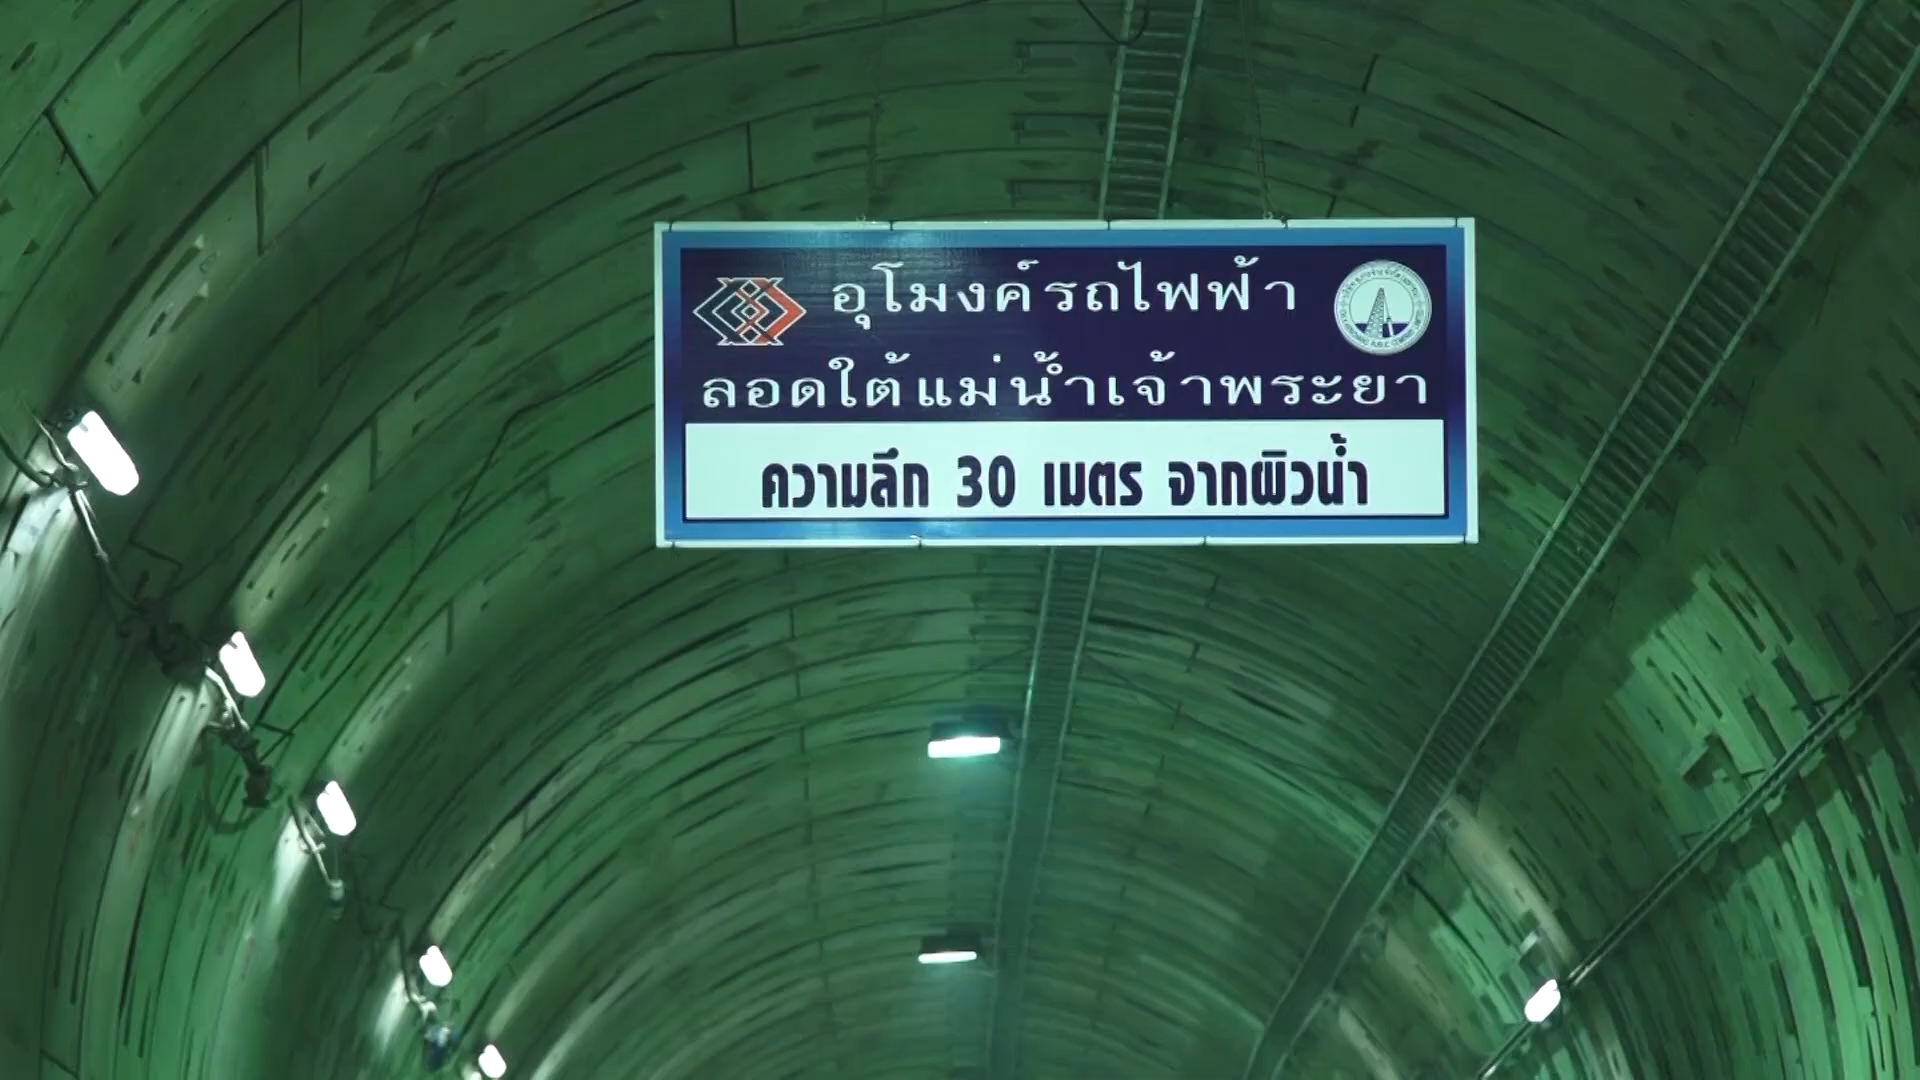 อุโมงค์รถไฟฟ้า
ลอดใต้แม่น้ำเจ้าพระยา
ความลึก 30 เมตร จากผิวน้ำ